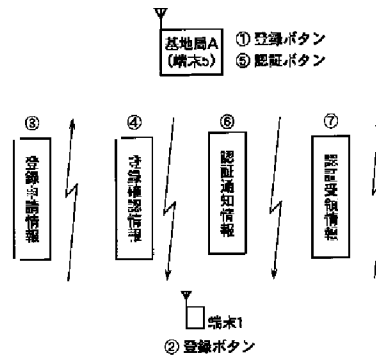 基地局A
(端末5)
① 登録ボタン
⑤ 認証ボタン
③
④
⑥
⑦
登録申請情報
登録確認情報
認証通知情報
認証受領情報
端末1
② 登録ボタン